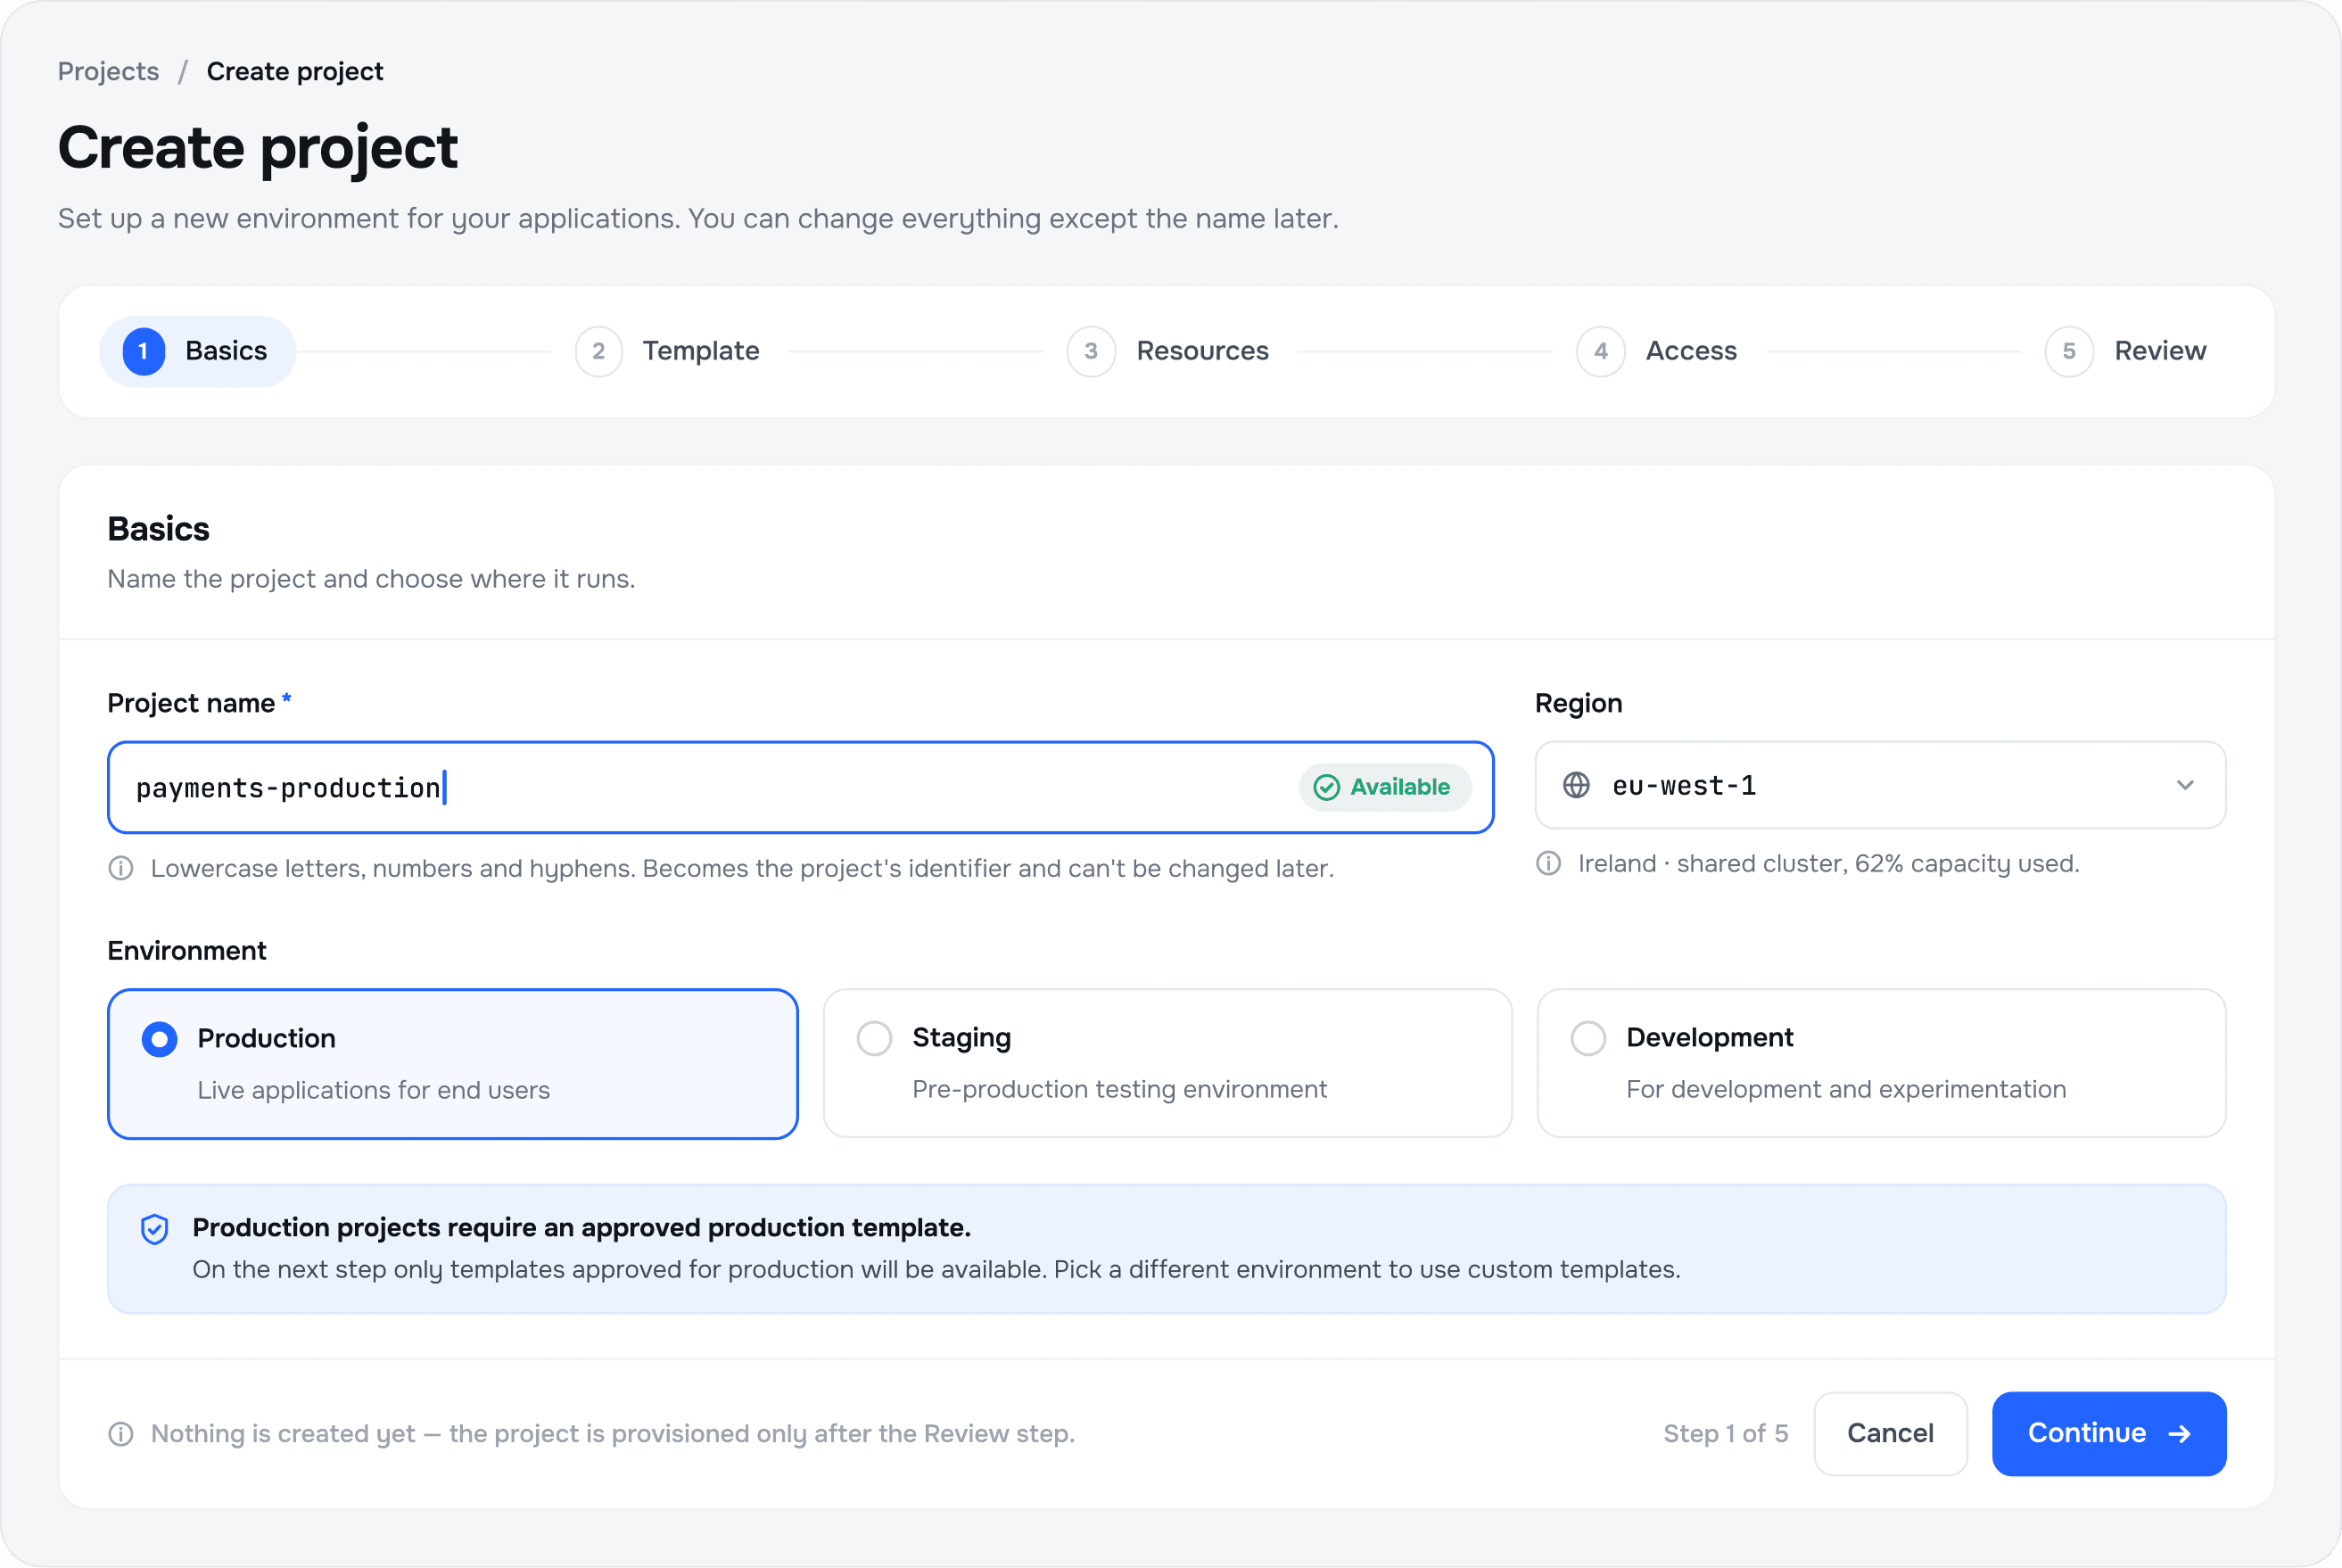 Projects / Create project
Create project
Set up a new environment for your applications. You can change everything except the name later.
1 Basics
2 Template
3 Resources
4 Access
5 Review
Basics
Name the project and choose where it runs.
Project name *
payments-production
Available
Lowercase letters, numbers and hyphens. Becomes the project's identifier and can't be changed later.
Region
eu-west-1
Ireland · shared cluster, 62% capacity used.
Environment
Production
Live applications for end users
Staging
Pre-production testing environment
Development
For development and experimentation
Production projects require an approved production template.
On the next step only templates approved for production will be available. Pick a different environment to use custom templates.
Nothing is created yet — the project is provisioned only after the Review step.
Step 1 of 5
Cancel
Continue →